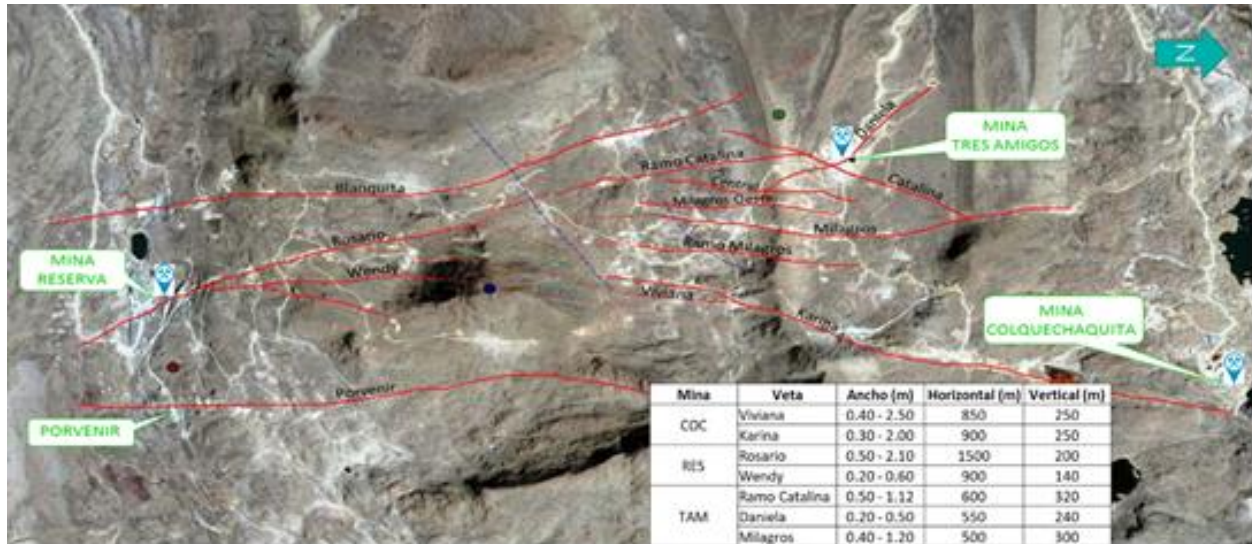 Z
MINA
TRES AMIGOS
Daniela
Ramo Catalina
Central
Catalina
Blanquita
Milagros Oeste
Milagros
Rosario
Ramo Milagros
MINA
RESERVA
Wendy
Viviana
Karina
MINA
COLQUECHAQUITA
Porvenir
PORVENIR
Mina Veta Ancho (m) Horizontal (m) Vertical (m)
COC Viviana 0.40 - 2.50 850 250
Karina 0.30 - 2.00 900 250
RES Rosario 0.50 - 2.10 1500 200
Wendy 0.20 - 0.60 900 140
TAM Ramo Catalina 0.50 - 1.12 600 320
Daniela 0.20 - 0.50 550 240
Milagros 0.40 - 1.20 500 300